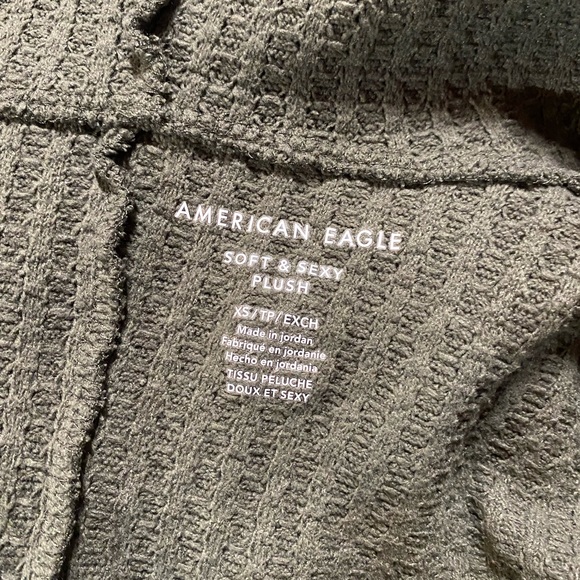 AMERICAN EAGLE
SOFT & SEXY
PLUSH
XS/TP/EXCH
Made in jordan
Fabriqué en jordanie
Hecho en jordania
TISSU PELUCHE
DOUX ET SEXY